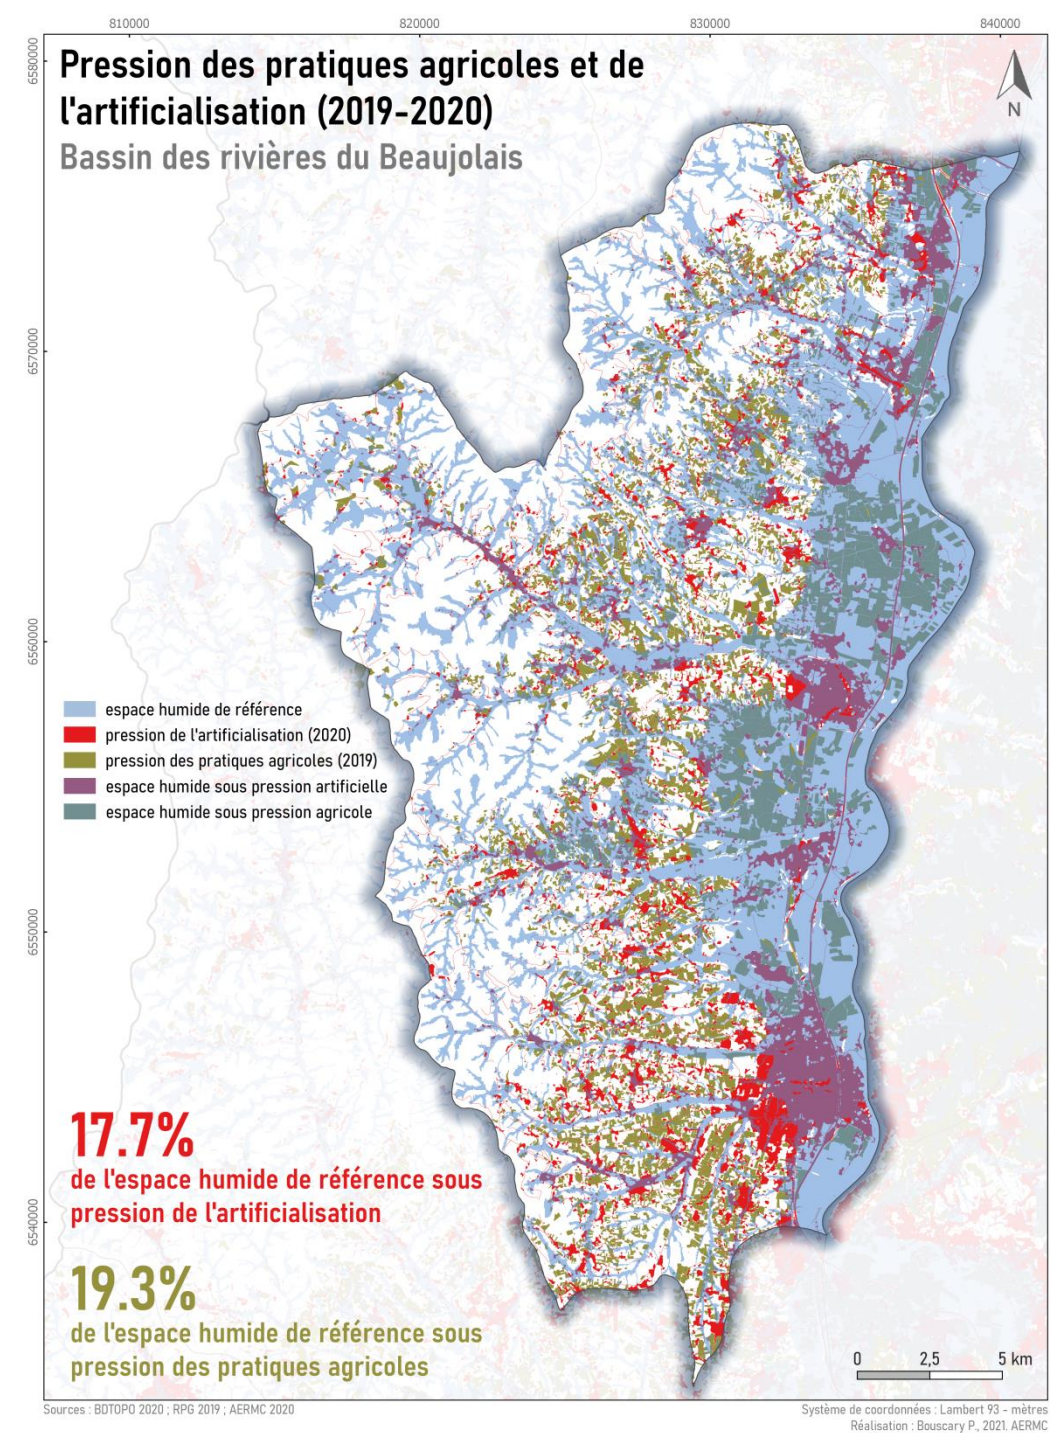 810000 820000 830000 840000
6580000
6570000
6560000
6550000
6540000
Pression des pratiques agricoles et de
l'artificialisation (2019-2020)
Bassin des rivières du Beaujolais
N
espace humide de référence
pression de l'artificialisation (2020)
pression des pratiques agricoles (2019)
espace humide sous pression artificielle
espace humide sous pression agricole
17.7%
de l'espace humide de référence sous
pression de l'artificialisation
19.3%
de l'espace humide de référence sous
pression des pratiques agricoles
0 2,5 5 km
Sources : BDTOPO 2020 ; RPG 2019 ; AERMC 2020
Système de coordonnées : Lambert 93 - mètres
Réalisation : Bouscary P., 2021. AERMC